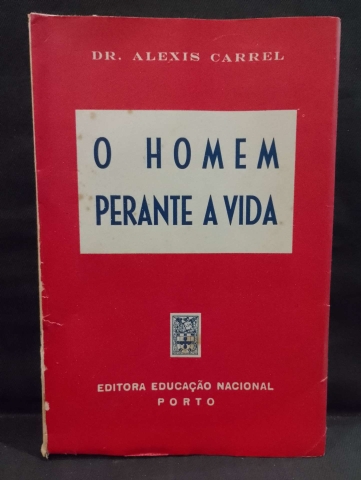 DR. ALEXIS CARREL
O HOMEM
PERANTE A VIDA
EDITORA EDUCAÇÃO NACIONAL
PORTO